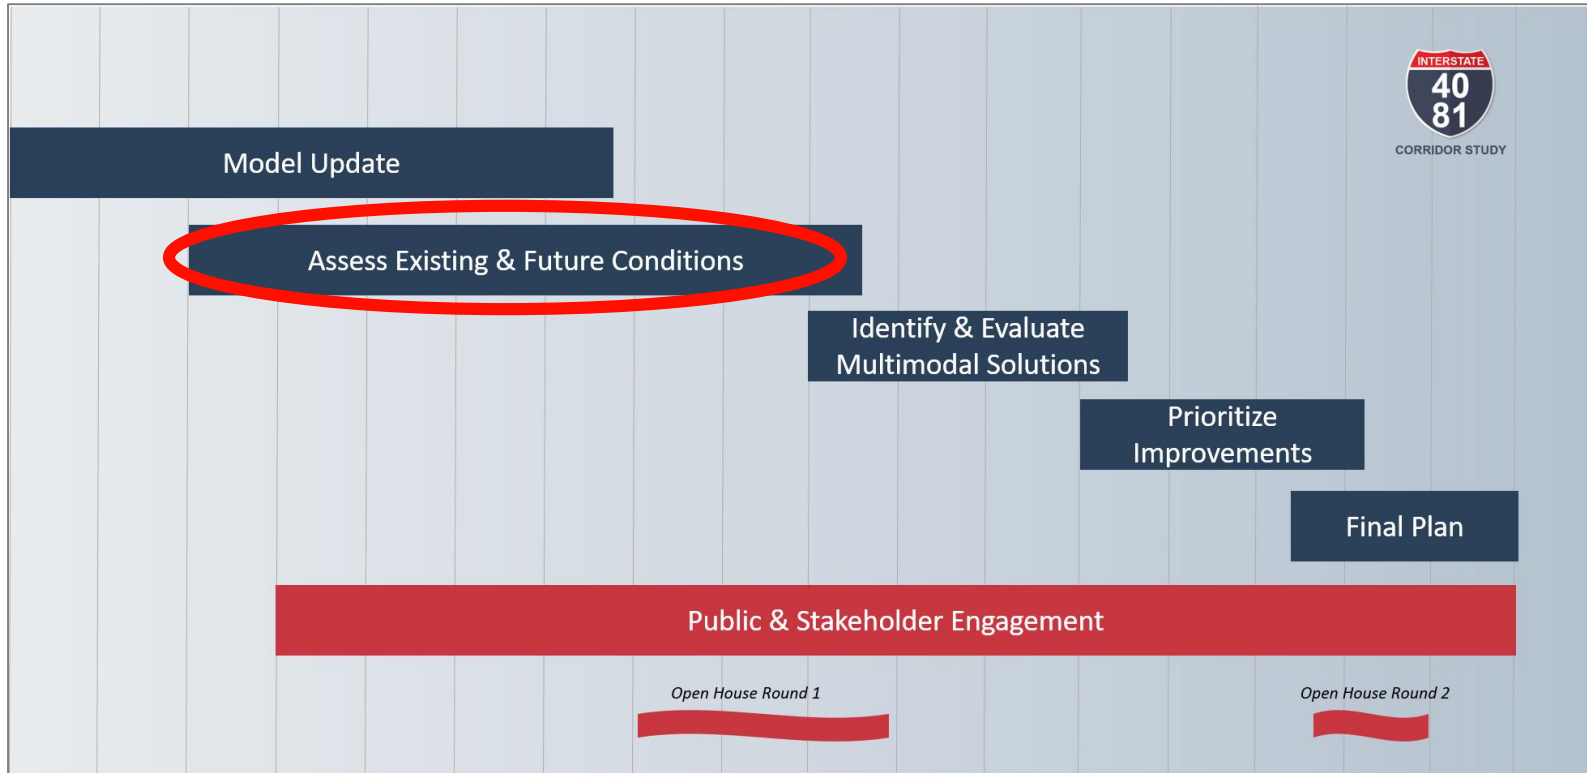 INTERSTATE
40
81
CORRIDOR STUDY
Model Update
Assess Existing & Future Conditions
Identify & Evaluate
Multimodal Solutions
Prioritize
Improvements
Final Plan
Public & Stakeholder Engagement
Open House Round 1
Open House Round 2